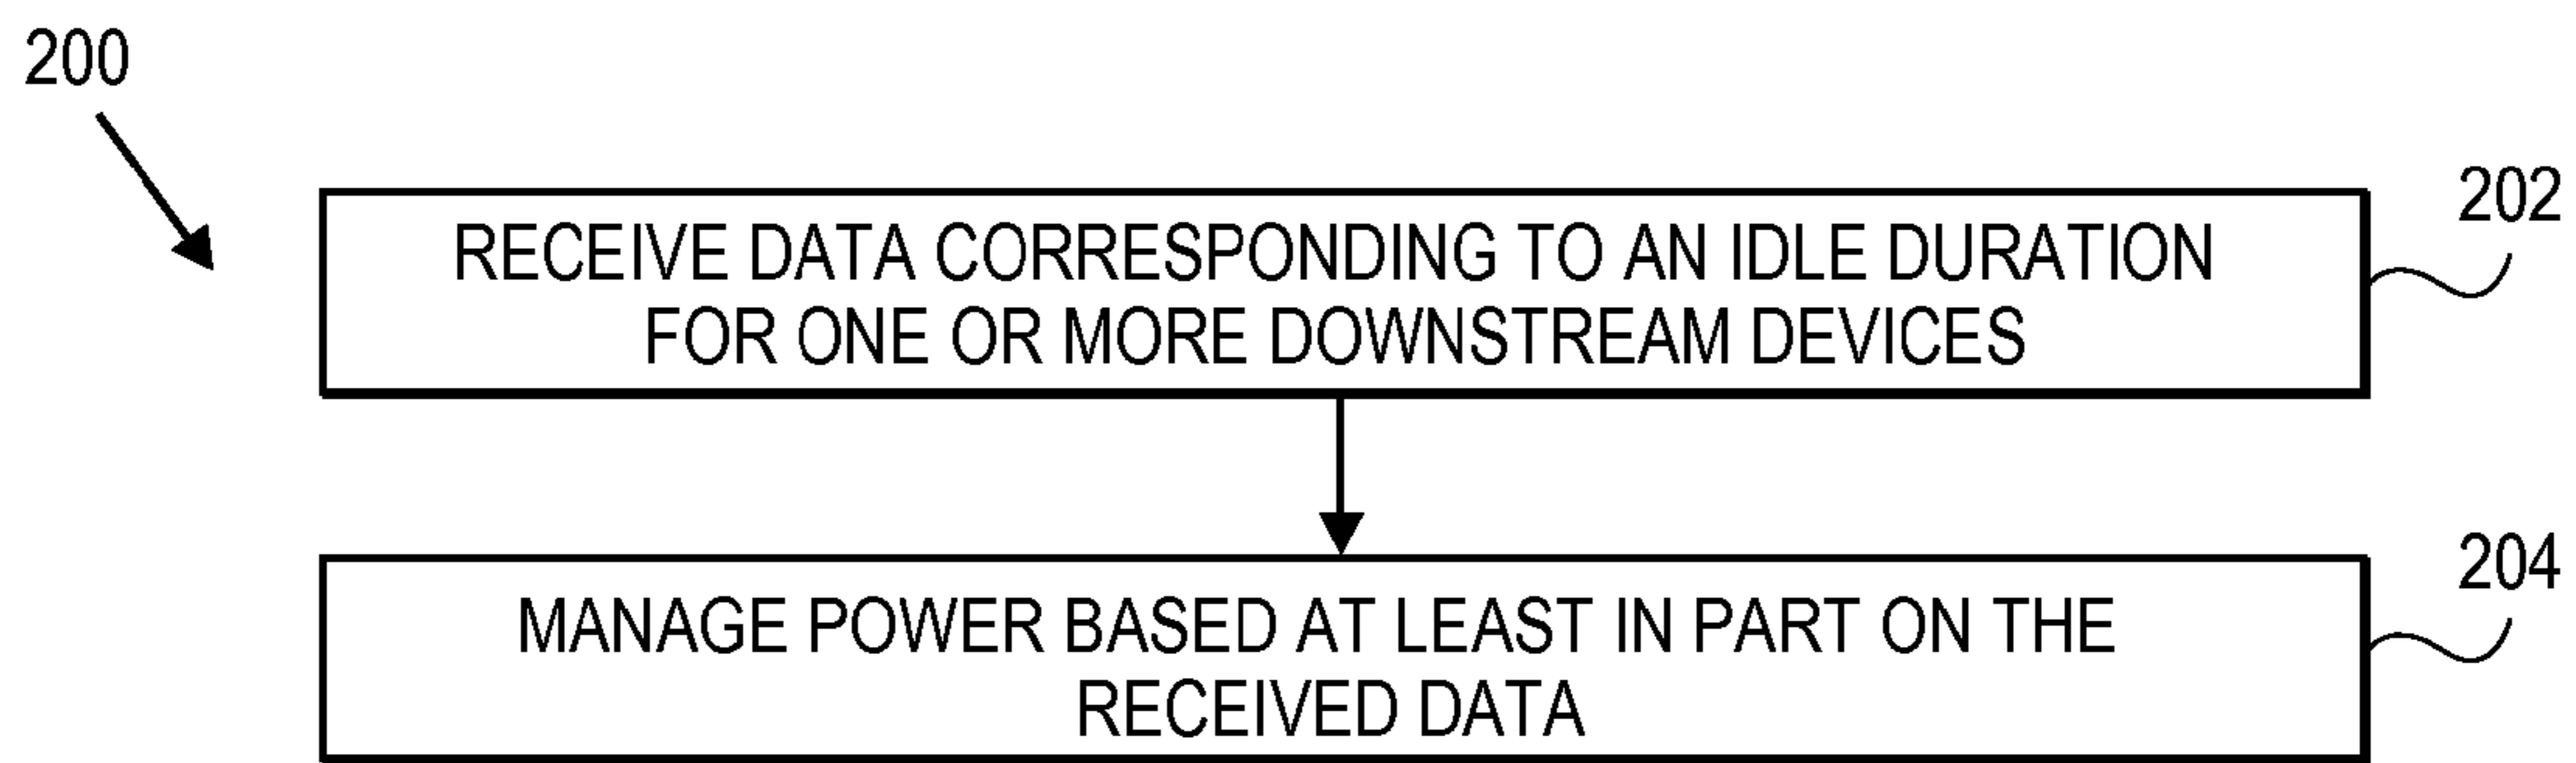 200
202
RECEIVE DATA CORRESPONDING TO AN IDLE DURATION
FOR ONE OR MORE DOWNSTREAM DEVICES
204
MANAGE POWER BASED AT LEAST IN PART ON THE
RECEIVED DATA